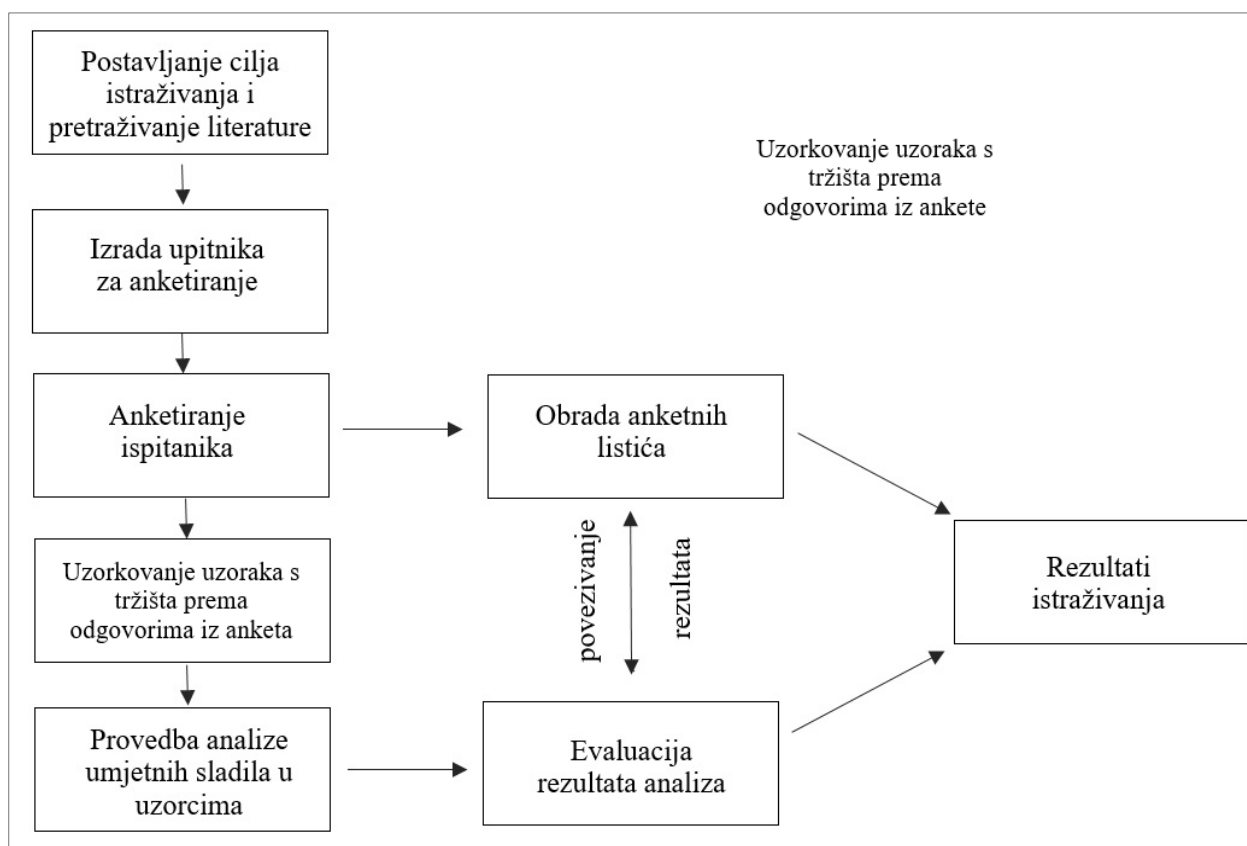 Postavljanje cilja
istraživanja i
pretraživanje literature
Uzorkovanje uzoraka s
tržišta prema
odgovorima iz ankete
Izrada upitnika
za anketiranje
Anketiranje
ispitanika
Obrada anketnih
listića
povezivanje
rezultata
Uzorkovanje uzoraka s
tržišta prema
odgovorima iz anketa
Rezultati
istraživanja
Provedba analize
umjetnih sladila u
uzorcima
Evaluacija
rezultata analiza